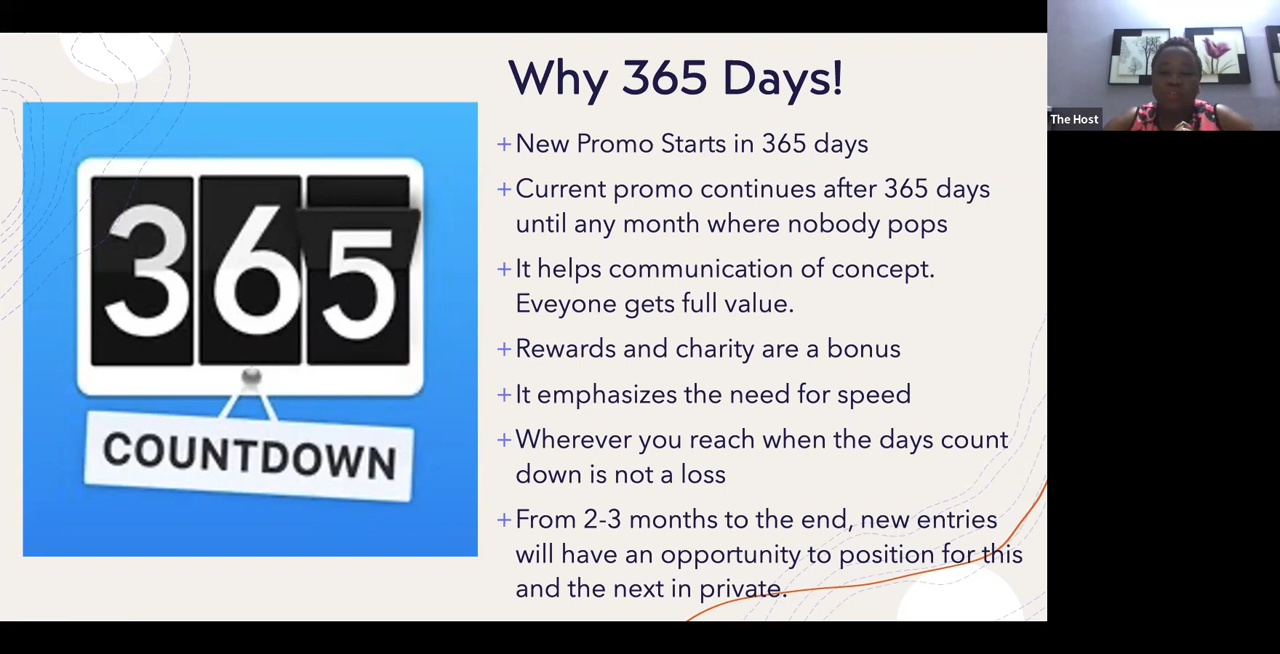 Why 365 Days!
365
COUNTDOWN
+New Promo Starts in 365 days
+Current promo continues after 365 days
until any month where nobody pops
+It helps communication of concept.
Eveyone gets full value.
+Rewards and charity are a bonus
+It emphasizes the need for speed
+Wherever you reach when the days count
down is not a loss
+From 2-3 months to the end, new entries
will have an opportunity to position for this
and the next in private.
The Host